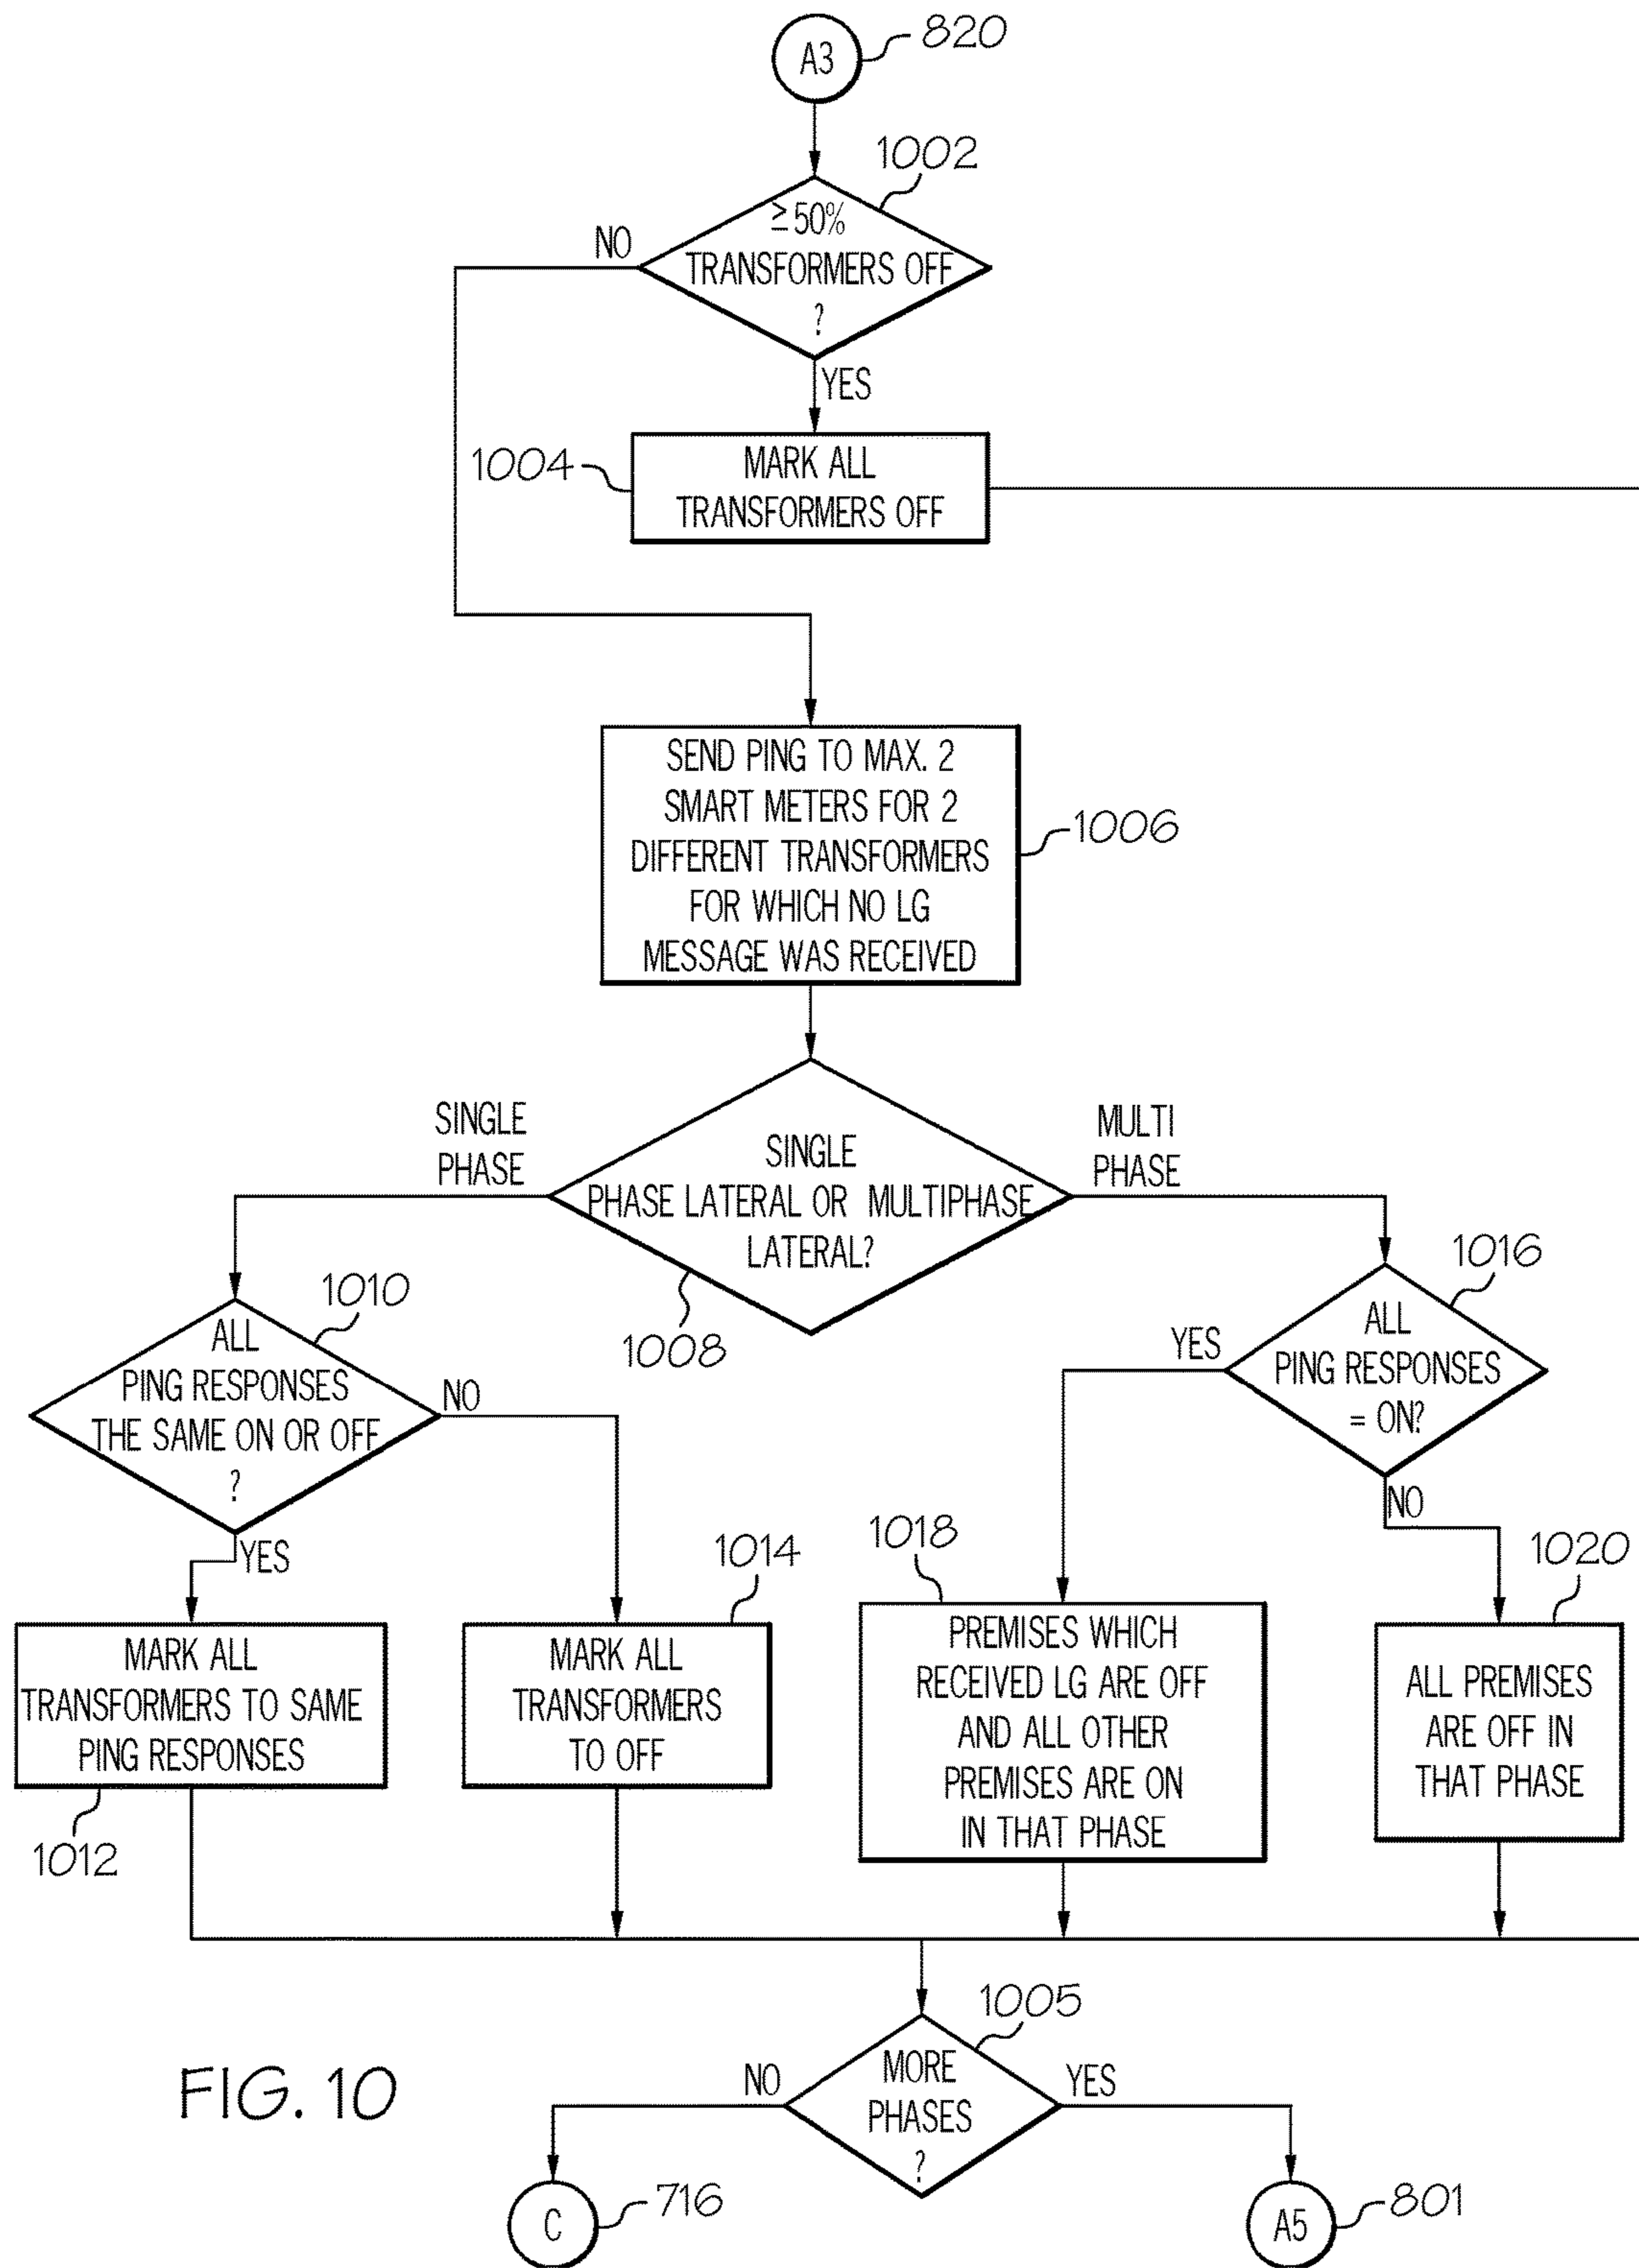 A3
820
1002
≥50%
TRANSFORMERS OFF
?
NO
YES
1004
MARK ALL
TRANSFORMERS OFF
SEND PING TO MAX. 2
SMART METERS FOR 2
DIFFERENT TRANSFORMERS
FOR WHICH NO LG
MESSAGE WAS RECEIVED
1006
SINGLE
PHASE
SINGLE
PHASE LATERAL OR MULTIPHASE
LATERAL?
MULTI
PHASE
1008
1010
ALL
PING RESPONSES
THE SAME ON OR OFF
?
NO
YES
1016
ALL
PING RESPONSES
= ON?
YES
NO
MARK ALL
TRANSFORMERS TO SAME
PING RESPONSES
1012
1014
MARK ALL
TRANSFORMERS
TO OFF
1018
PREMISES WHICH
RECEIVED LG ARE OFF
AND ALL OTHER
PREMISES ARE ON
IN THAT PHASE
1020
ALL PREMISES
ARE OFF IN
THAT PHASE
1005
MORE
PHASES
?
NO
YES
C
716
A5
801
FIG. 10